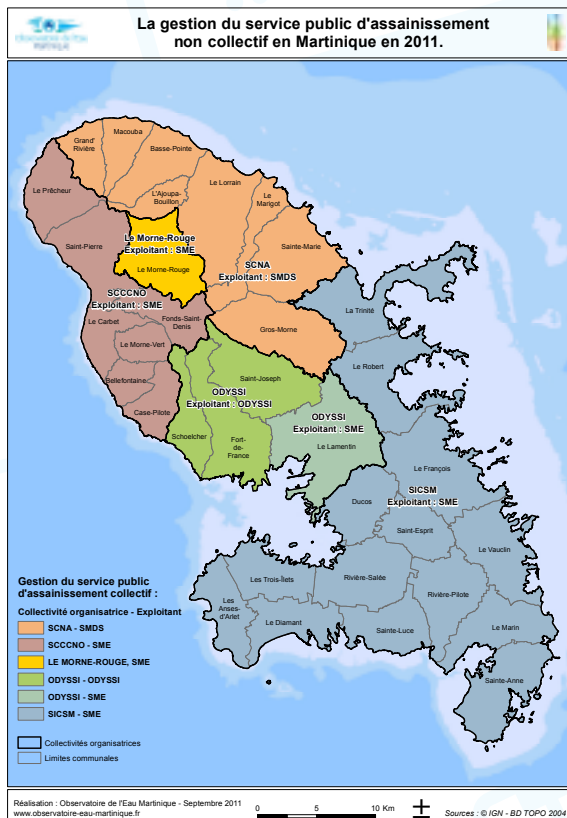 La gestion du service public d'assainissement
non collectif en Martinique en 2011.
Observatoire de l'Eau
Martinique
Grand'
Rivière
Macouba
Basse-Pointe
Le Prêcheur
L'Ajoupa-
Bouillon
Le Lorrain
Le
Marigot
Saint-Pierre
Le Morne-Rouge
Exploitant : SME
Le Morne-Rouge
Sainte-Marie
SCNA
Exploitant : SMDS
SCCCNO
Exploitant : SME
Fonds-Saint-
Denis
La Trinité
Le Carbet
Gros-Morne
Le Morne-Vert
Le Robert
Bellefontaine
Saint-Joseph
ODYSSI
Exploitant : ODYSSI
Case-Pilote
ODYSSI
Exploitant : SME
Schoelcher
Fort-
de-
France
Le Lamentin
Le François
SICSM
Exploitant : SME
Ducos
Saint-Esprit
Le Vauclin
Les Trois-Îlets
Rivière-Salée
Rivière-Pilote
Les
Anses-
d'Arlet
Le Diamant
Sainte-Luce
Le Marin
Sainte-Anne
Gestion du service public
d'assainissement collectif :
Collectivité organisatrice - Exploitant
SCNA - SMDS
SCCCNO - SME
LE MORNE-ROUGE, SME
ODYSSI - ODYSSI
ODYSSI - SME
SICSM - SME
Collectivités organisatrices
Limites communales
Réalisation : Observatoire de l'Eau Martinique - Septembre 2011
www.observatoire-eau-martinique.fr
0 5 10 Km
Sources : © IGN - BD TOPO 2004